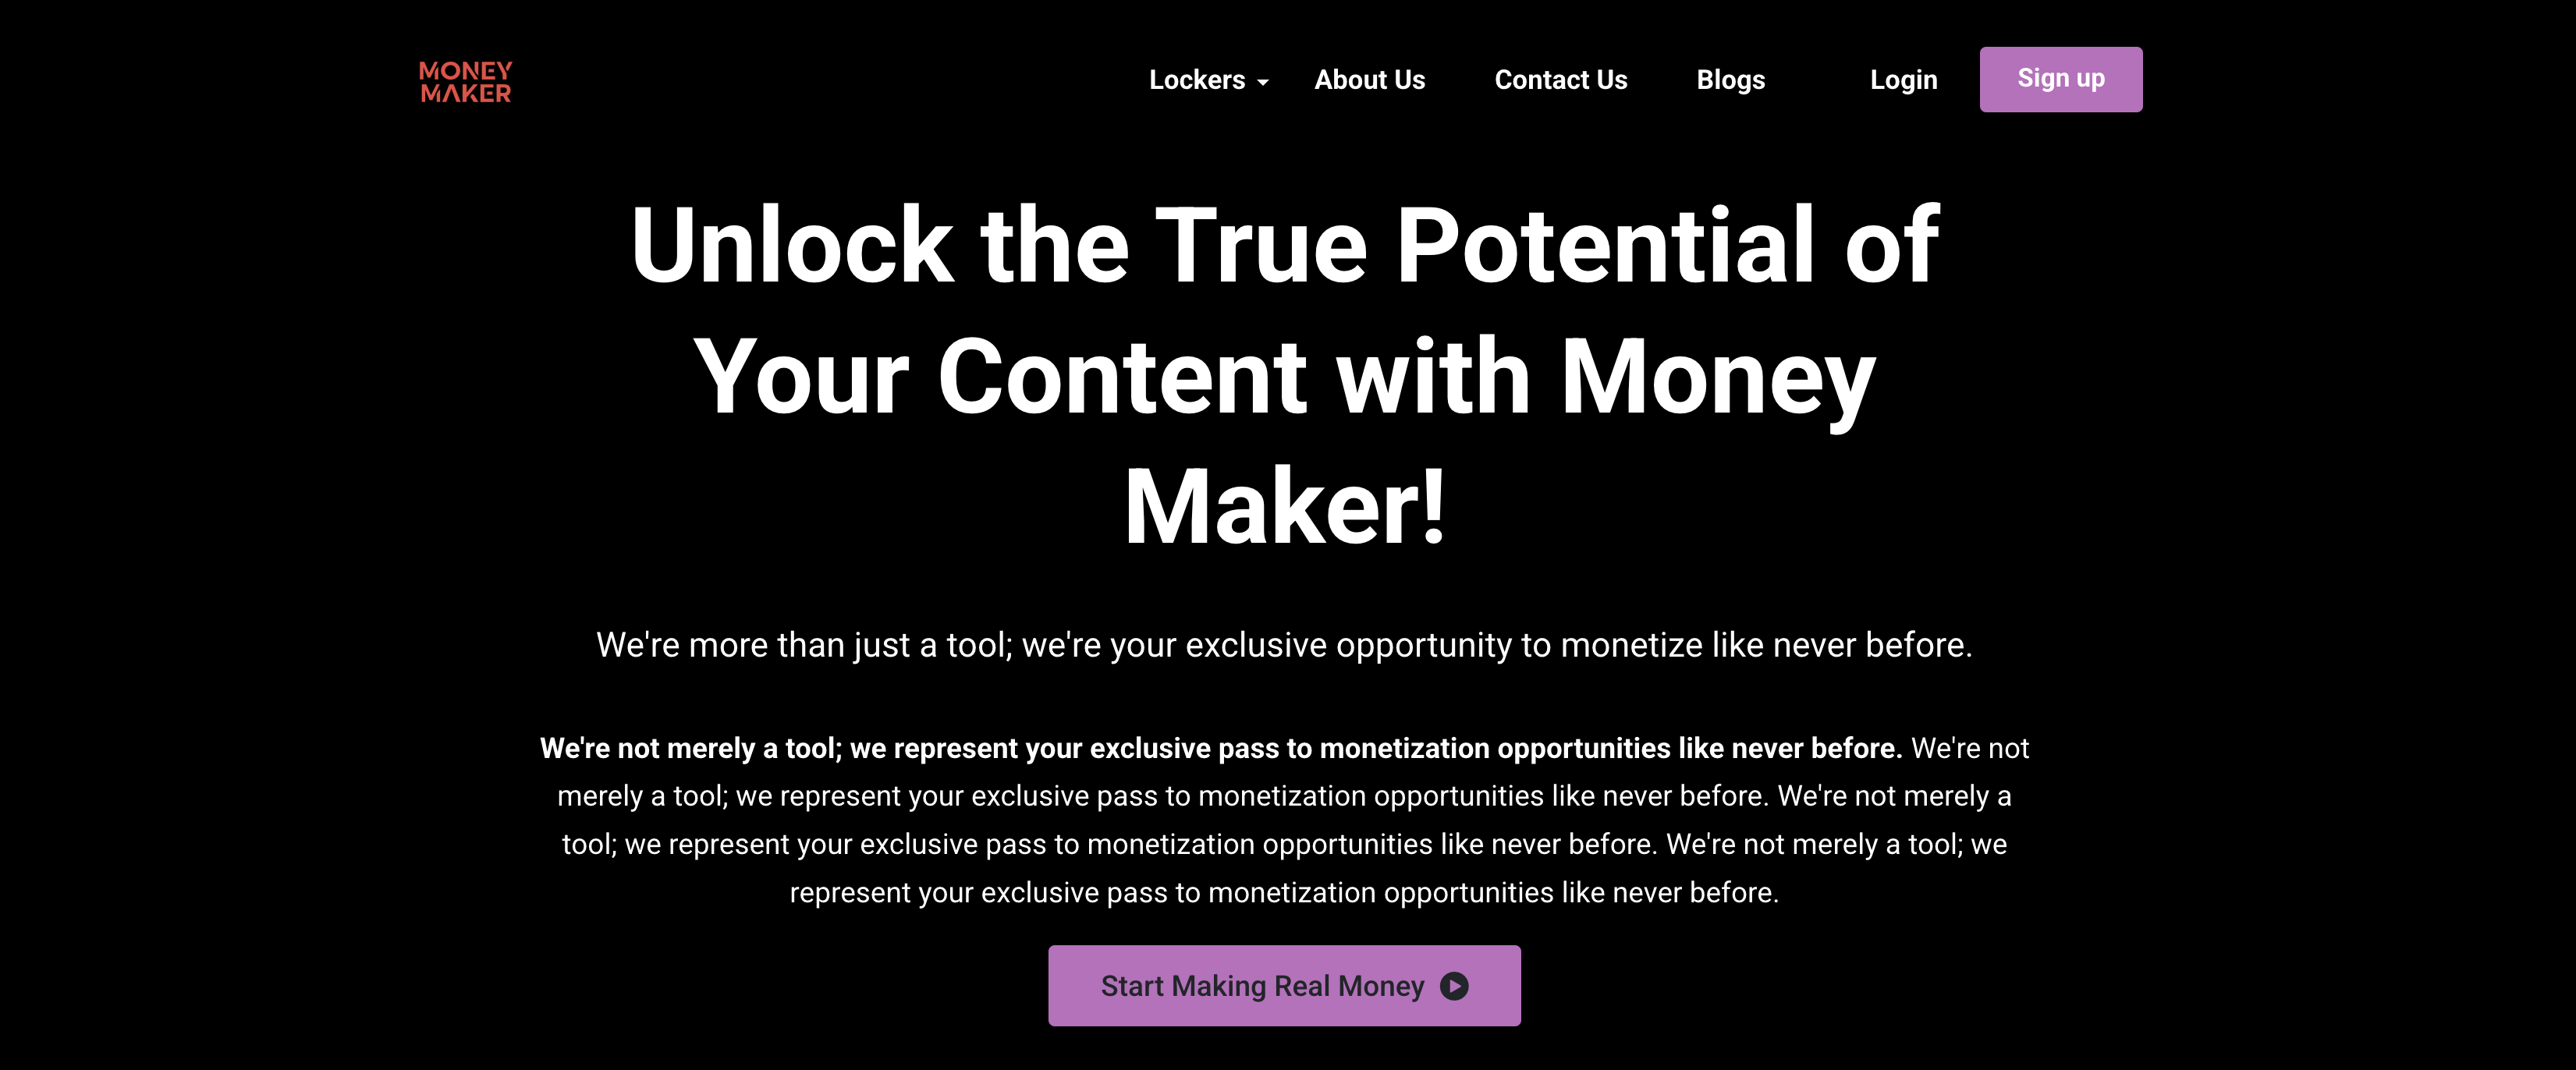 MONEY
MAKER
Lockers
About Us
Contact Us
Blogs
Login
Sign up
Unlock the True Potential of
Your Content with Money
Maker!
We're more than just a tool; we're your exclusive opportunity to monetize like never before.
We're not merely a tool; we represent your exclusive pass to monetization opportunities like never before. We're not
merely a tool; we represent your exclusive pass to monetization opportunities like never before. We're not merely a
tool; we represent your exclusive pass to monetization opportunities like never before. We're not merely a tool; we
represent your exclusive pass to monetization opportunities like never before.
Start Making Real Money